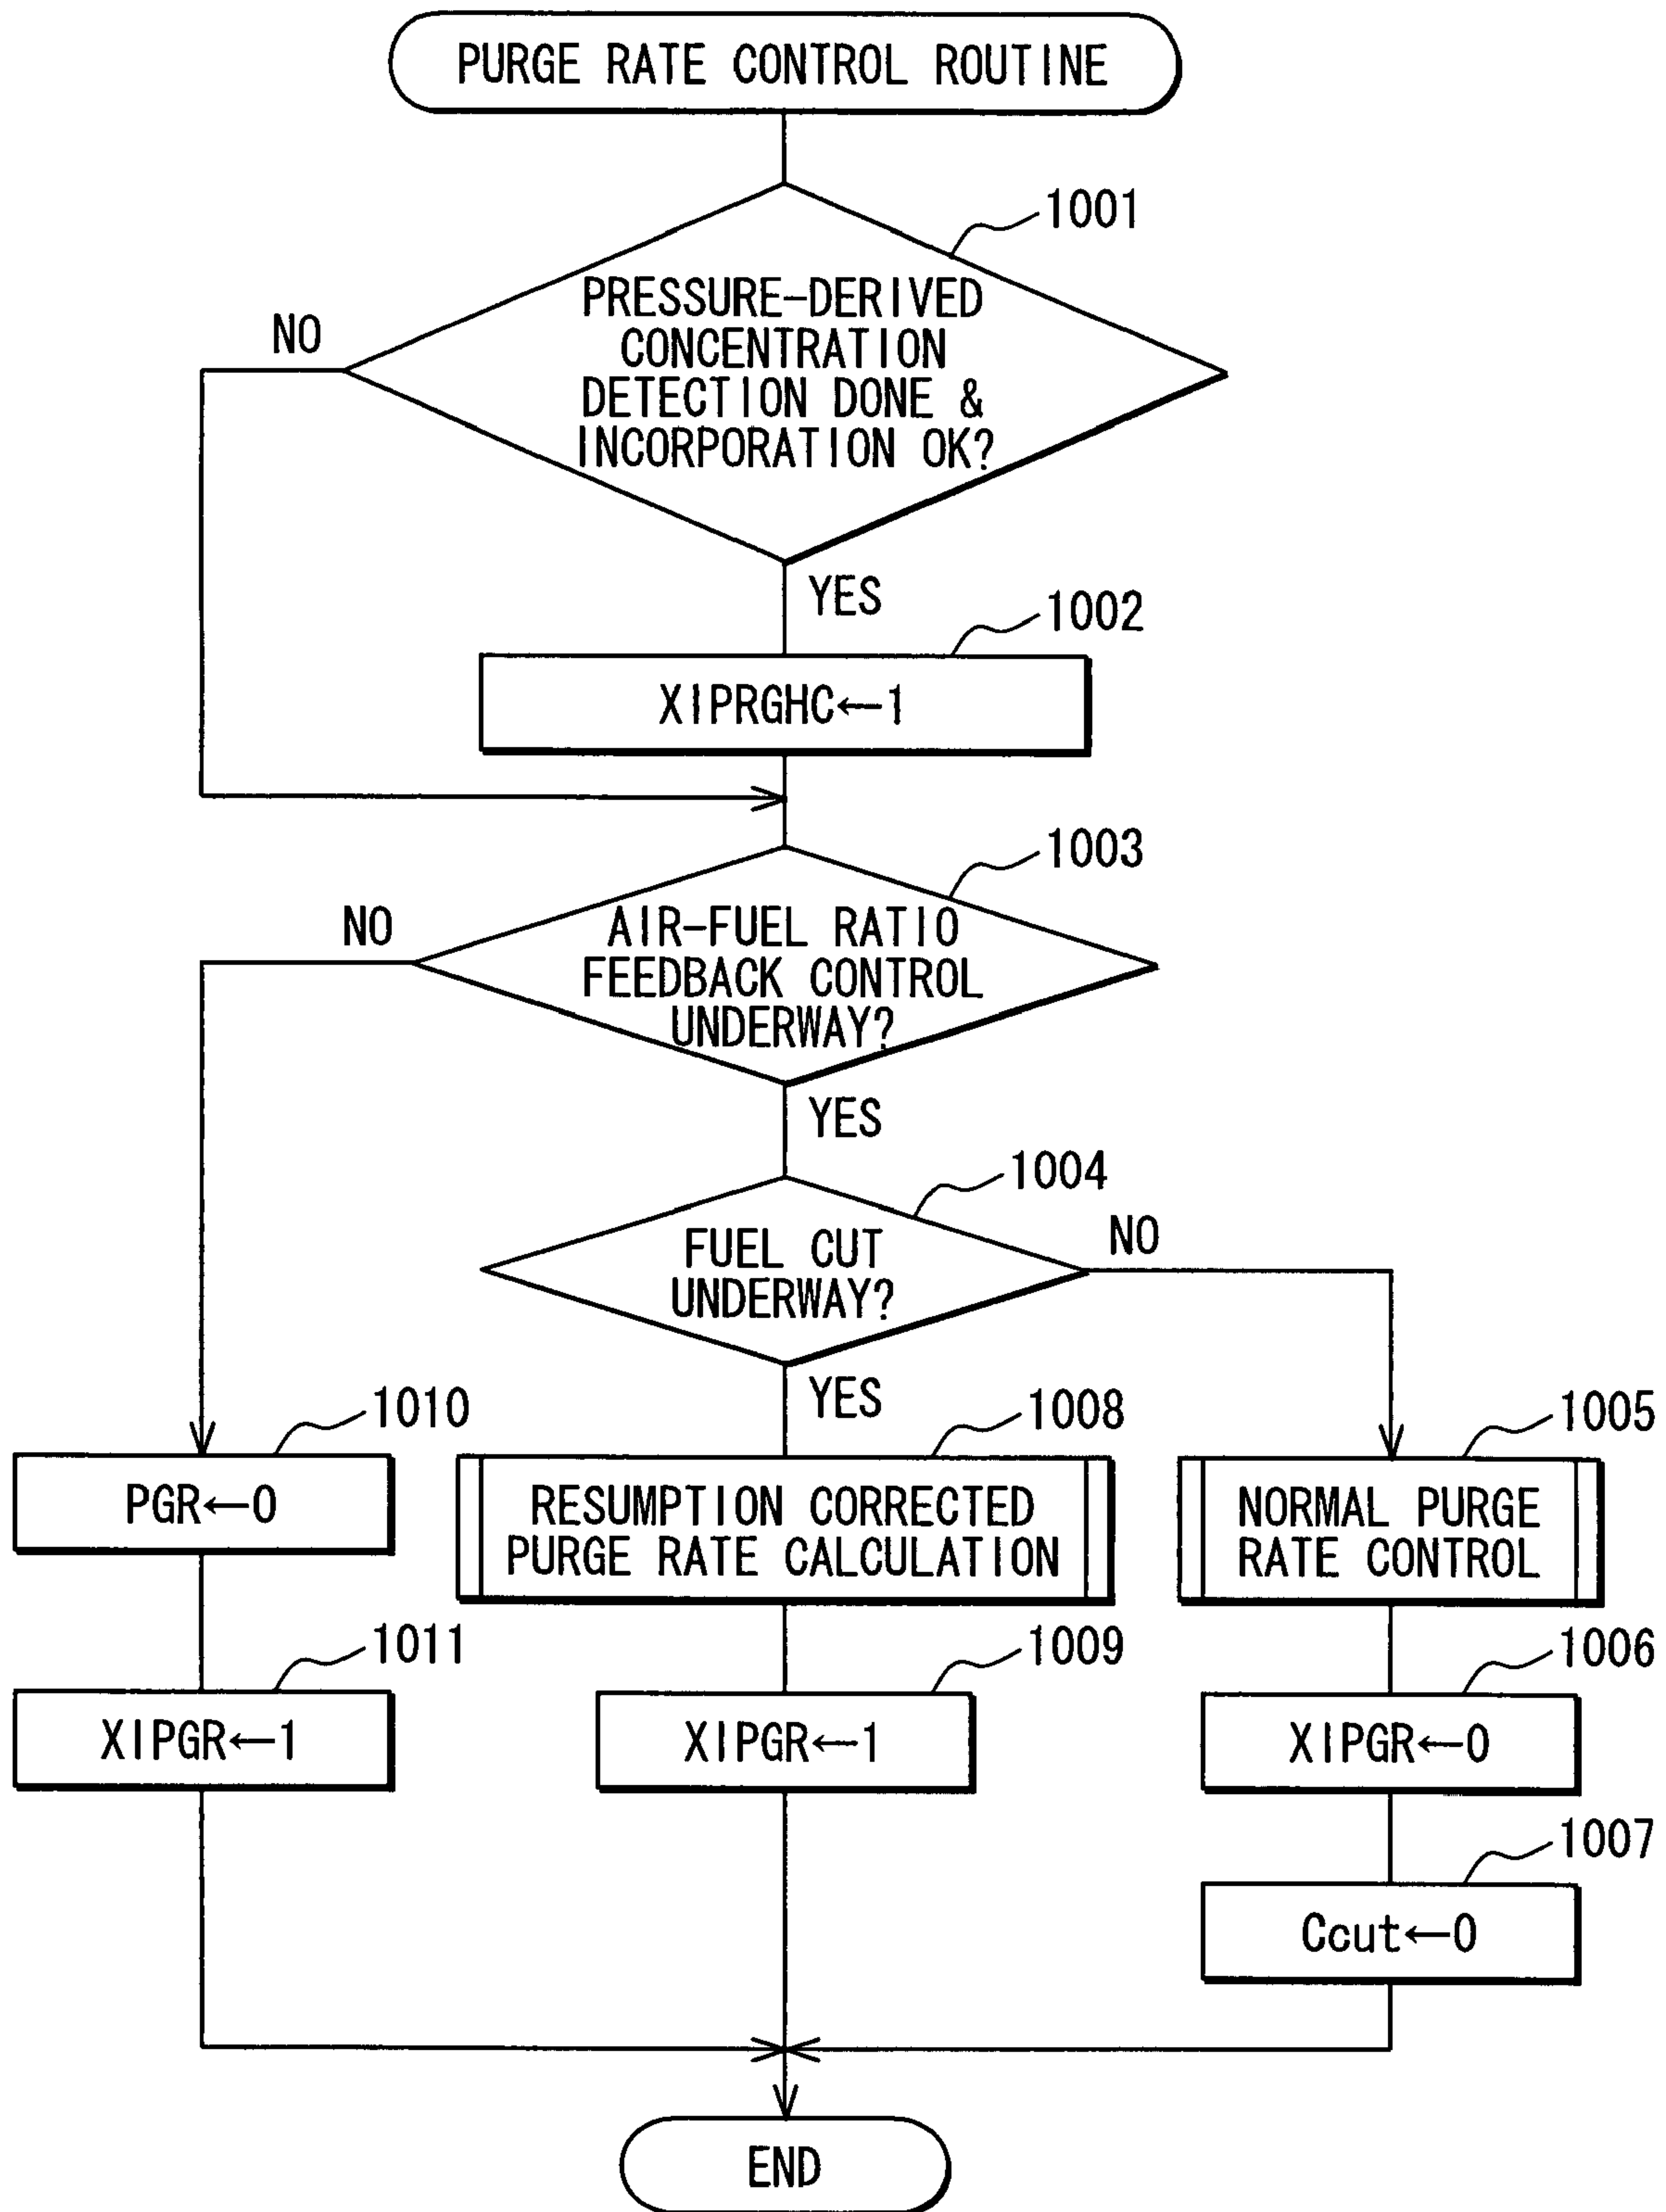 PURGE RATE CONTROL ROUTINE
1001
PRESSURE-DERIVED
CONCENTRATION
DETECTION DONE &
INCORPORATION OK?
NO
YES
1002
XIPRGHC←1
1003
AIR-FUEL RATIO
FEEDBACK CONTROL
UNDERWAY?
NO
YES
1004
FUEL CUT
UNDERWAY?
NO
YES
1010
PGR←0
1008
RESUMPTION CORRECTED
PURGE RATE CALCULATION
1005
NORMAL PURGE
RATE CONTROL
1011
XIPGR←1
1009
XIPGR←1
1006
XIPGR←0
1007
Ccut←0
END